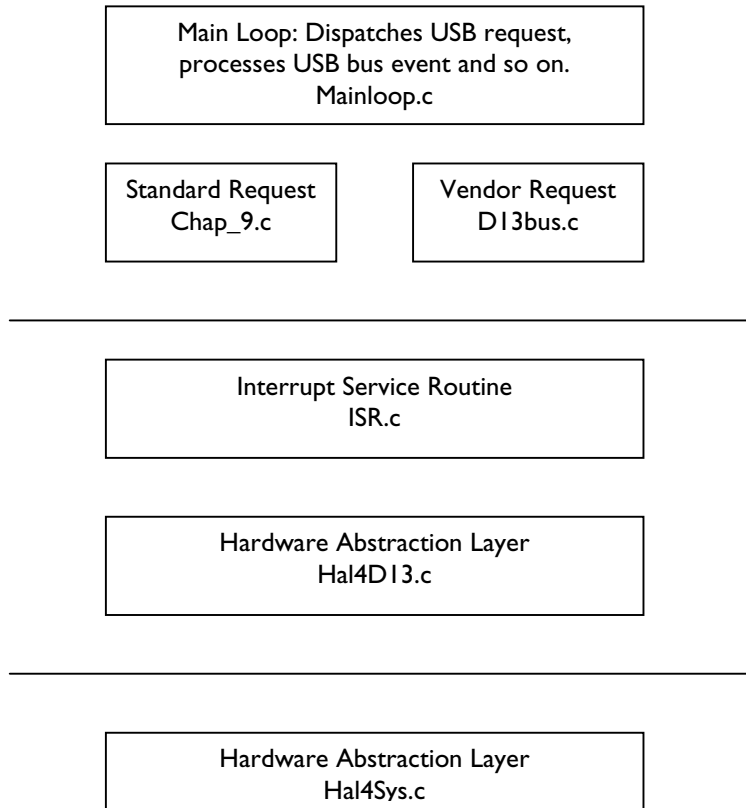 Main Loop: Dispatches USB request,
processes USB bus event and so on.
Mainloop.c
Standard Request
Chap_9.c
Vendor Request
D13bus.c
Interrupt Service Routine
ISR.c
Hardware Abstraction Layer
Hal4D13.c
Hardware Abstraction Layer
Hal4Sys.c